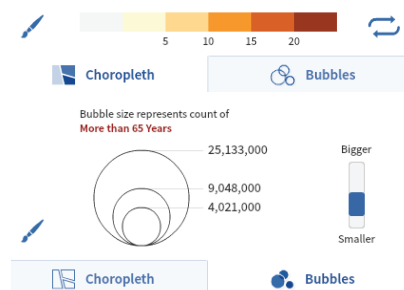 5 10 15 20
Choropleth Bubbles
Bubble size represents count of
More than 65 Years
25,133,000
Bigger
9,048,000
4,021,000
Smaller
Choropleth Bubbles